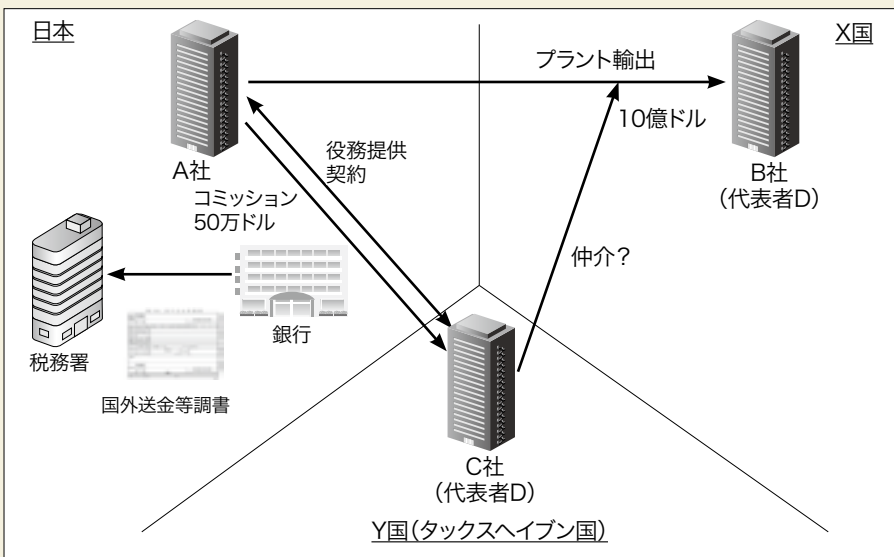 日本
X国
プラント輸出
10億ドル
A社
B社
（代表者D）
役務提供
契約
コミッション
50万ドル
仲介？
銀行
税務署
国外送金等調書
C社
（代表者D）
Y国（タックスヘイブン国）